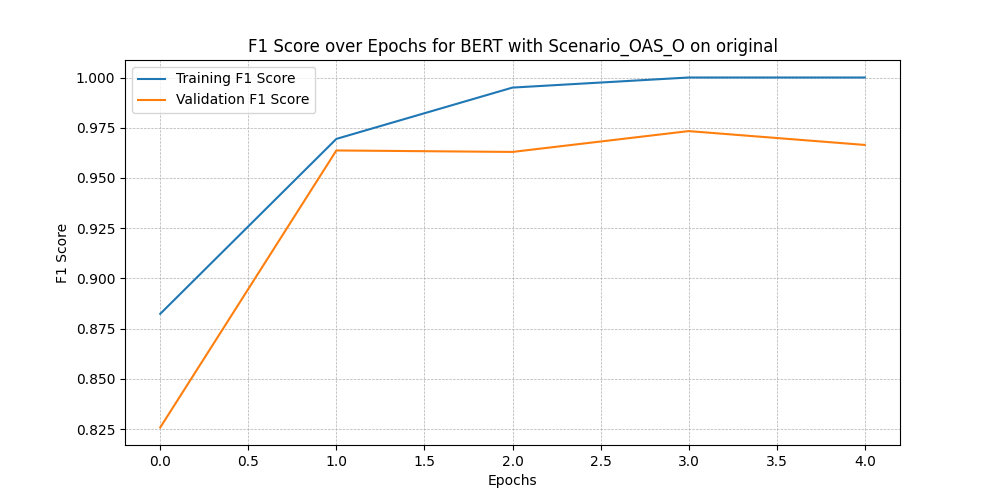 F1 Score over Epochs for BERT with Scenario_OAS_O on original
Training F1 Score
Validation F1 Score
F1 Score
1.000
0.975
0.950
0.925
0.900
0.875
0.850
0.825
0.0 0.5 1.0 1.5 2.0 2.5 3.0 3.5 4.0
Epochs